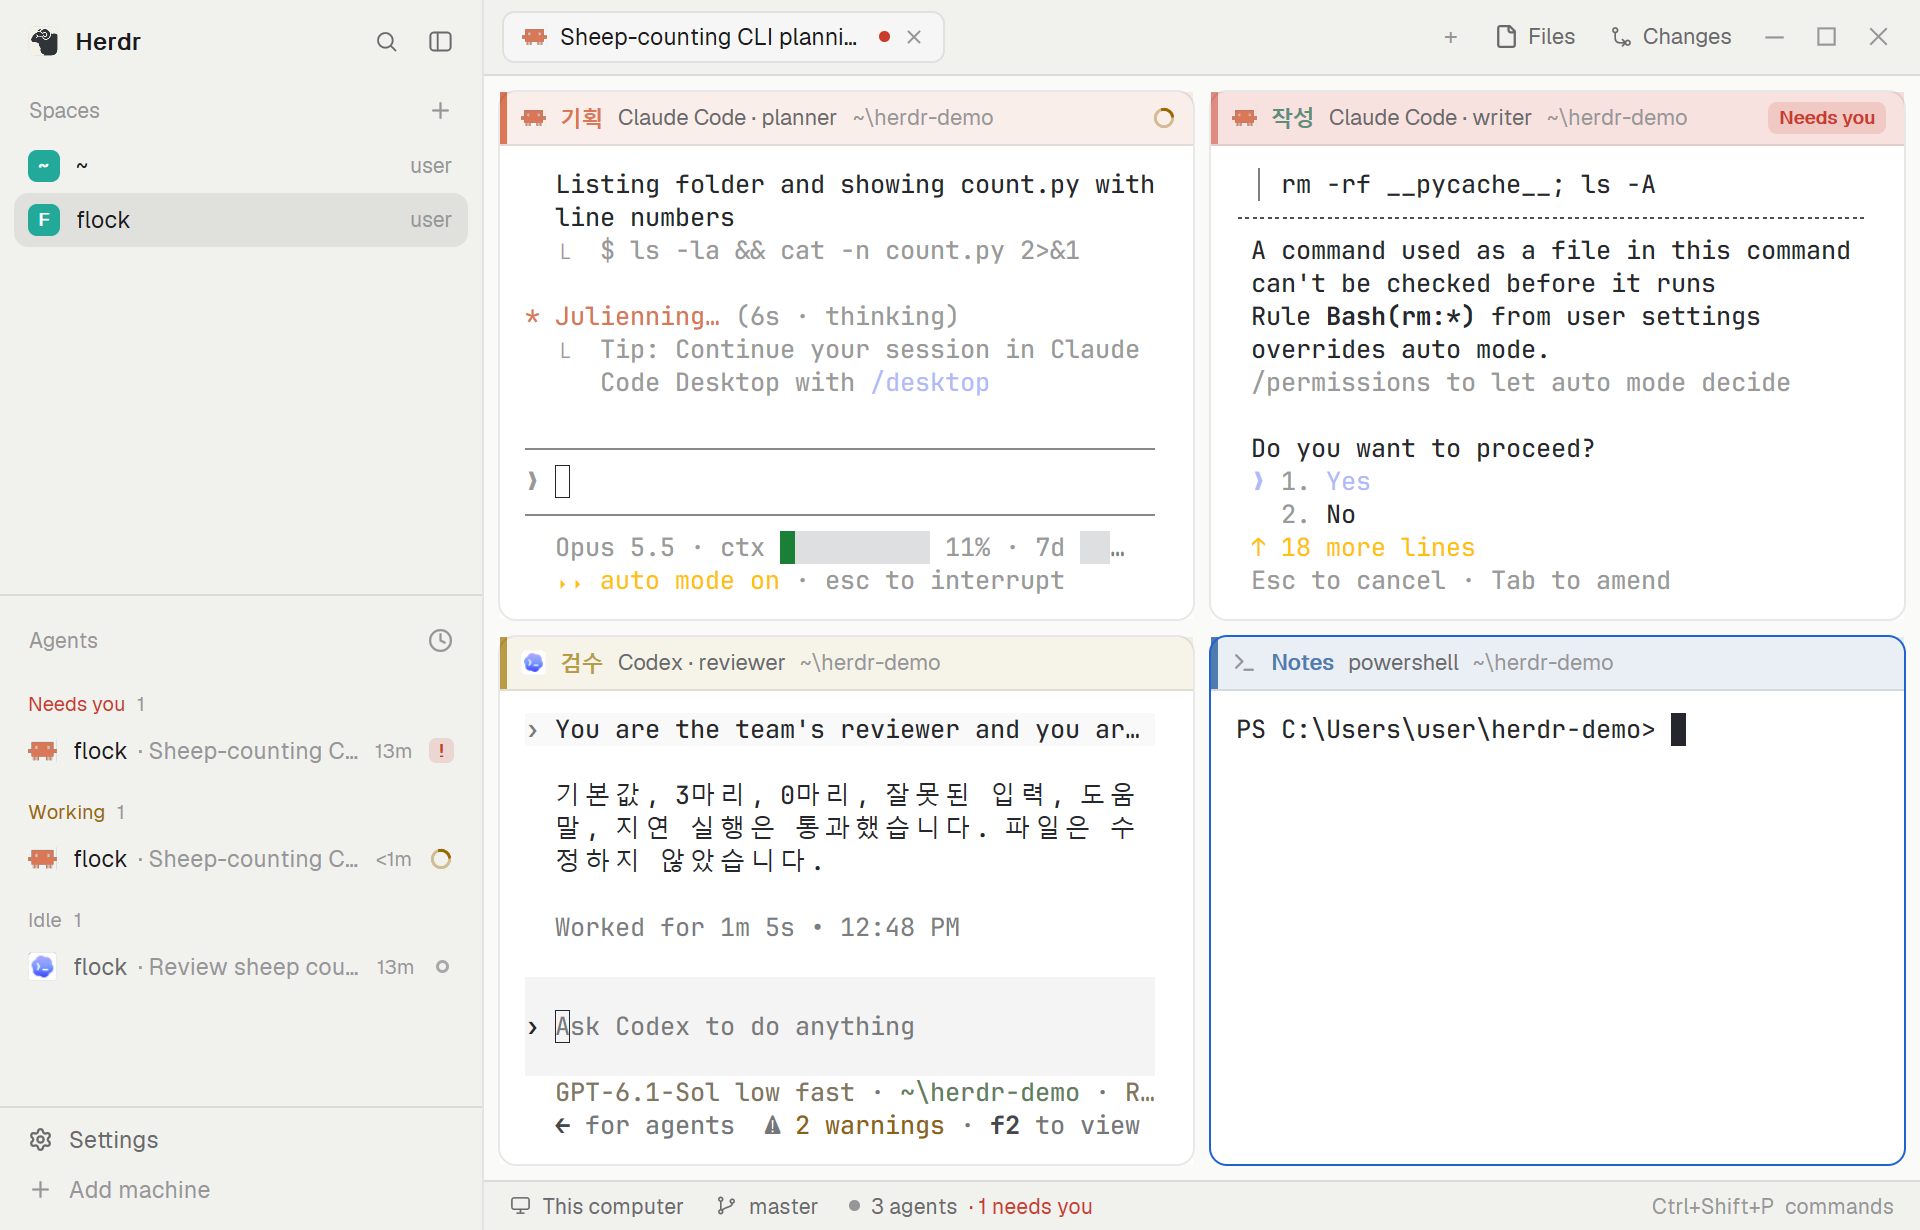 Herdr
Spaces
~ ~ user
F flock user
Agents
Needs you 1
flock · Sheep-counting C... 13m !
Working 1
flock · Sheep-counting C... <1m
Idle 1
flock · Review sheep cou... 13m
Settings
+ Add machine
Sheep-counting CLI planni...
+ Files Changes
기획 Claude Code · planner ~\herdr-demo
Listing folder and showing count.py with
line numbers
└ $ ls -la && cat -n count.py 2>&1
* Julienning… (6s · thinking)
└ Tip: Continue your session in Claude
Code Desktop with /desktop
❯
Opus 5.5 · ctx 11% · 7d …
▸▸ auto mode on · esc to interrupt
작성 Claude Code · writer ~\herdr-demo Needs you
│ rm -rf __pycache__; ls -A
A command used as a file in this command
can't be checked before it runs
Rule Bash(rm:*) from user settings
overrides auto mode.
/permissions to let auto mode decide
Do you want to proceed?
❯ 1. Yes
2. No
↑ 18 more lines
Esc to cancel · Tab to amend
검수 Codex · reviewer ~\herdr-demo
› You are the team's reviewer and you ar…
기본값, 3마리, 0마리, 잘못된 입력, 도움
말, 지연 실행은 통과했습니다. 파일은 수
정하지 않았습니다.
Worked for 1m 5s • 12:48 PM
› Ask Codex to do anything
GPT-6.1-Sol low fast · ~\herdr-demo · R…
← for agents ⚠ 2 warnings · f2 to view
Notes powershell ~\herdr-demo
PS C:\Users\user\herdr-demo>
This computer master 3 agents · 1 needs you Ctrl+Shift+P commands